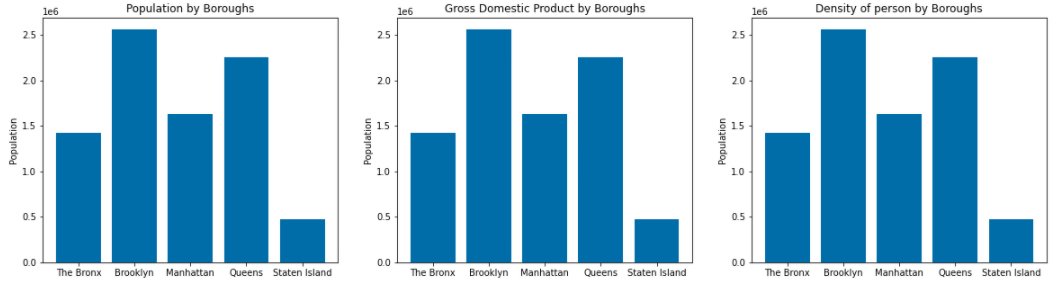 Population by Boroughs
1e6
Population
2.5
2.0
1.5
1.0
0.5
0.0
The Bronx Brooklyn Manhattan Queens Staten Island
Gross Domestic Product by Boroughs
1e6
Population
2.5
2.0
1.5
1.0
0.5
0.0
The Bronx Brooklyn Manhattan Queens Staten Island
Density of person by Boroughs
1e6
Population
2.5
2.0
1.5
1.0
0.5
0.0
The Bronx Brooklyn Manhattan Queens Staten Island